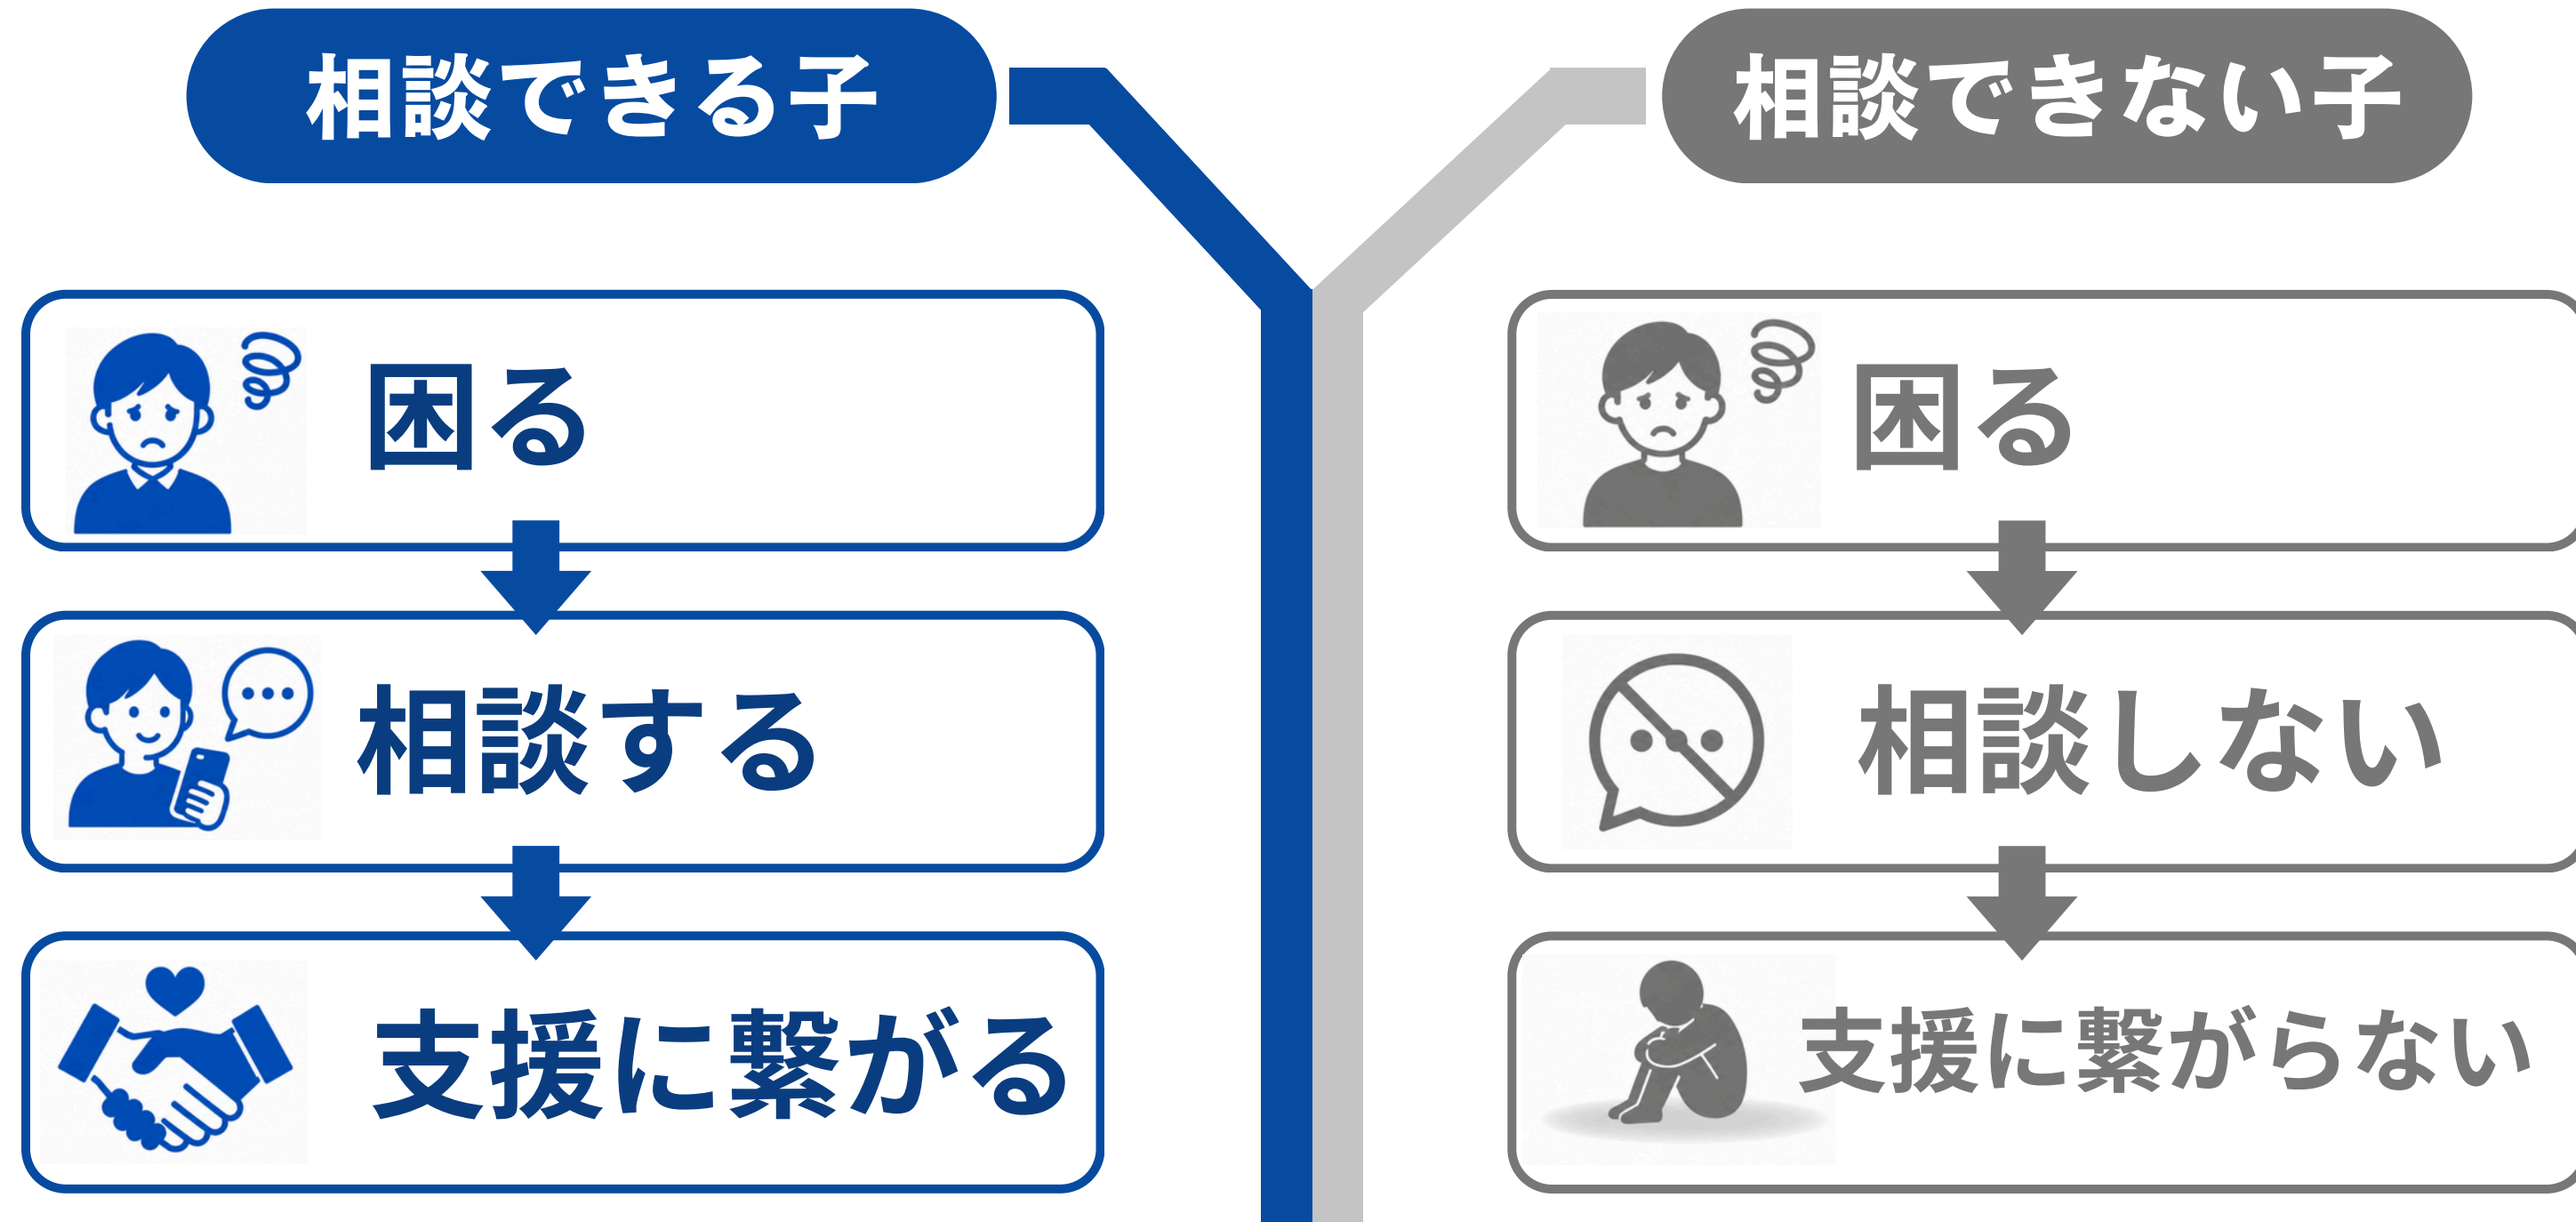 相談できる子
困る
相談する
支援に繋がる
相談できない子
困る
相談しない
支援に繋がらない